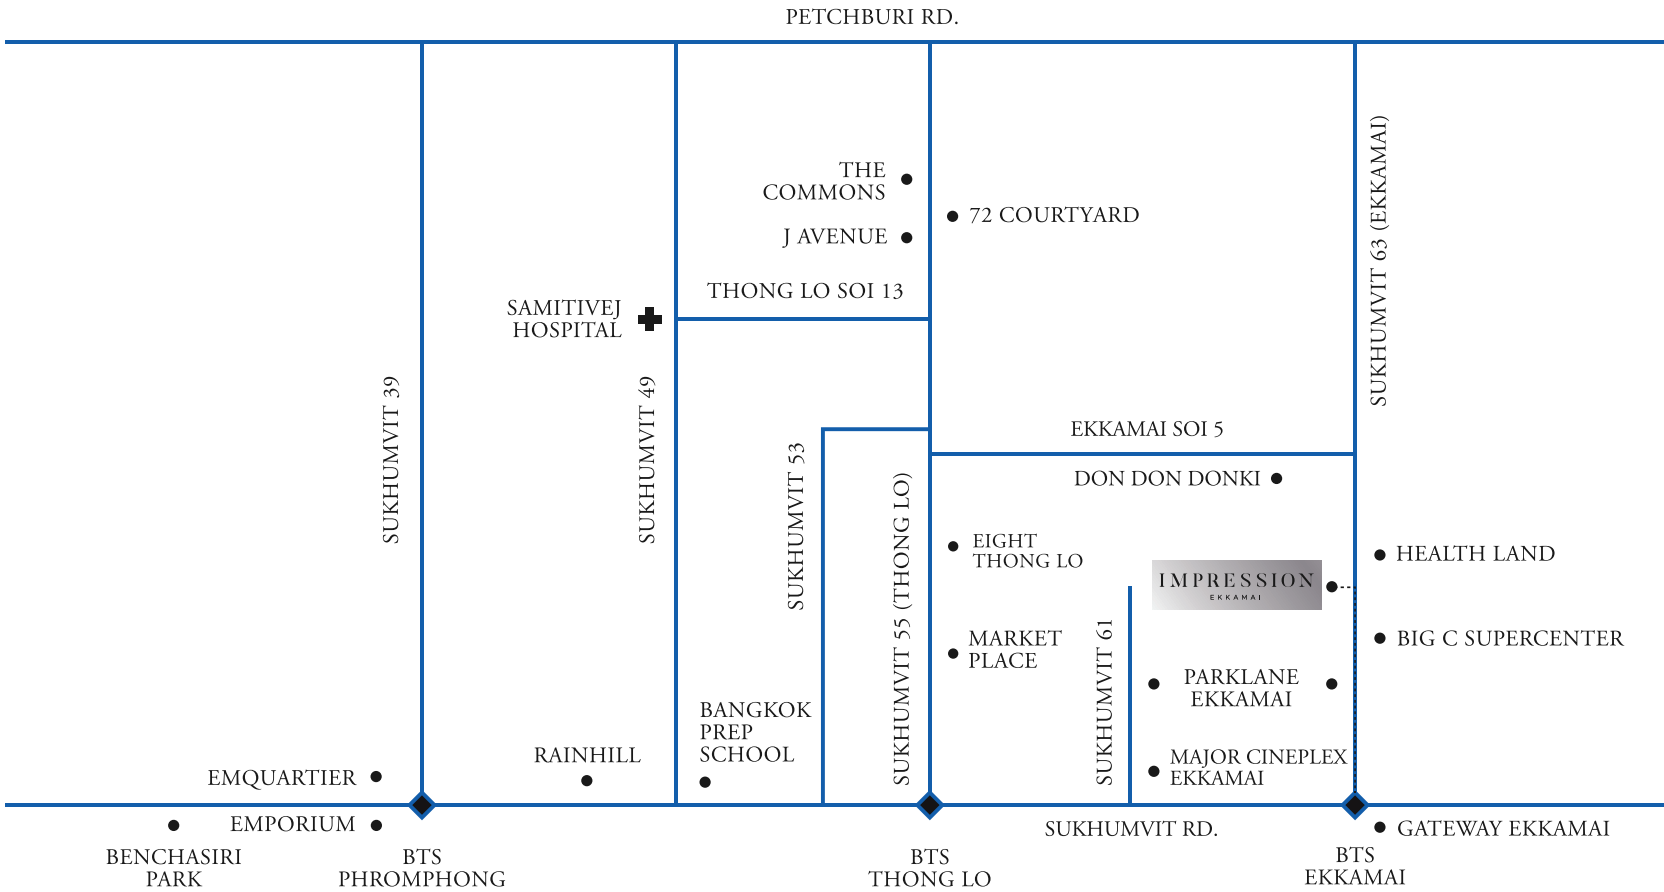 PETCHBURI RD.
THE
COMMONS
72 COURTYARD
J AVENUE
SUKHUMVIT 63 (EKKAMAI)
THONG LO SOI 13
SAMITIVEJ
HOSPITAL
SUKHUMVIT 39
SUKHUMVIT 49
SUKHUMVIT 53
SUKHUMVIT 55 (THONG LO)
EKKAMAI SOI 5
DON DON DONKI
EIGHT
THONG LO
HEALTH LAND
IMPRESSION
EKKAMAI
MARKET
PLACE
SUKHUMVIT 61
BIG C SUPERCENTER
PARKLANE
EKKAMAI
BANGKOK
PREP
SCHOOL
RAINHILL
MAJOR CINEPLEX
EKKAMAI
EMQUARTIER
EMPORIUM
SUKHUMVIT RD.
GATEWAY EKKAMAI
BENCHASIRI
PARK
BTS
PHROMPHONG
BTS
THONG LO
BTS
EKKAMAI